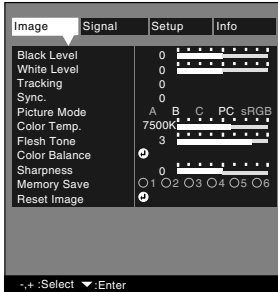 Image Signal Setup Info
Black Level 0
White Level 0
Tracking 0
Sync. 0
Picture Mode A B C PC sRGB
Color Temp. 7500K
Flesh Tone 3
Color Balance
Sharpness 0
Memory Save 1 2 3 4 5 6
Reset Image
-,+ :Select ▼:Enter